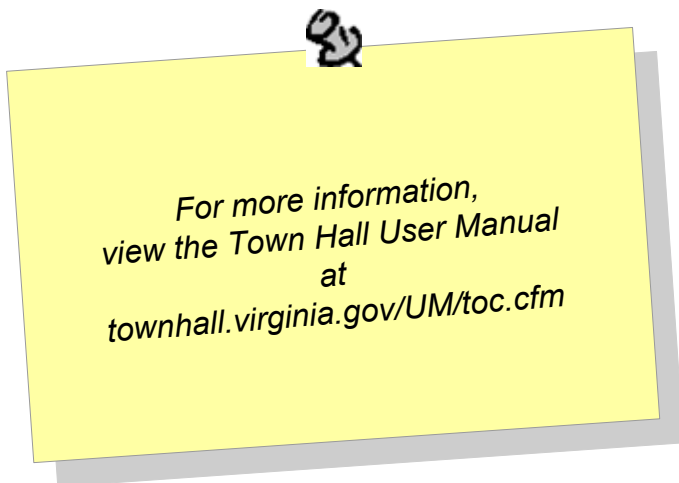 For more information,
view the Town Hall User Manual
at
townhall.virginia.gov/UM/toc.cfm